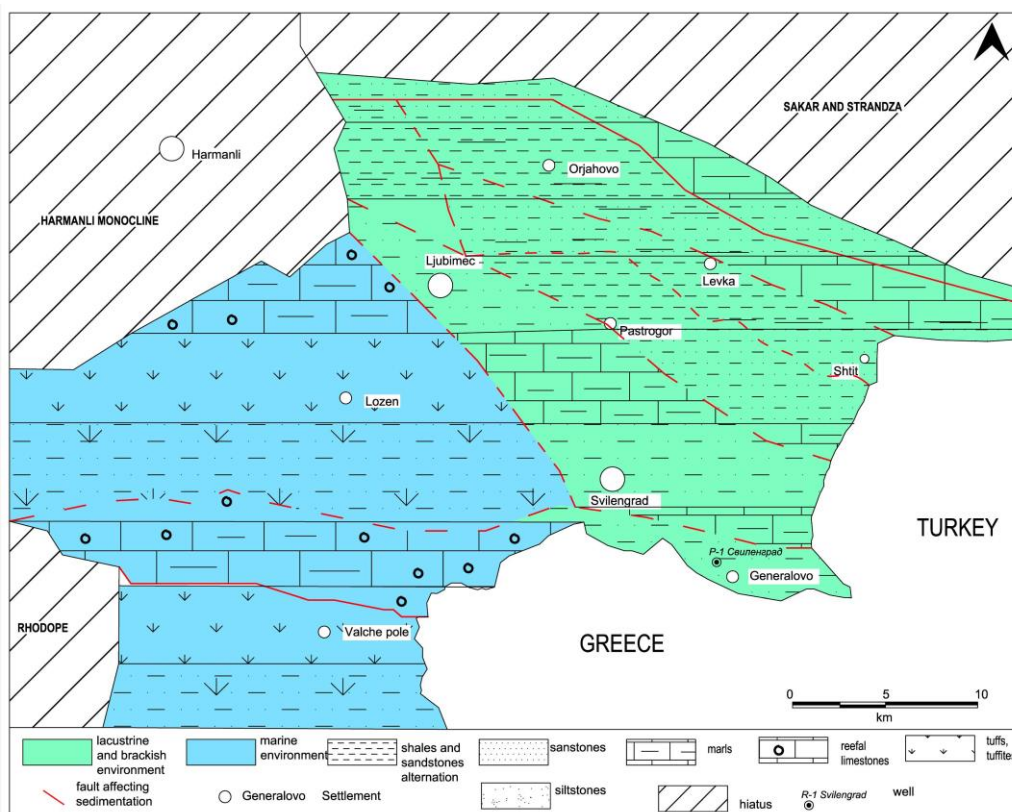 SAKAR AND STRANDZA
Harmanli
Orjahovo
HARMANLI MONOCLINE
Ljubimec
Levka
Pastrogor
Shtit
Lozen
Svilengrad
TURKEY
P-1 Свиленград
Generalovo
GREECE
RHODOPE
Valche pole
0 5 10
km
lacustrine
and brackish
environment
marine
environment
shales and
sandstones
alternation
sanstones
marls
reefal
limestones
tuffs,
tuffites
fault affecting
sedimentation
Generalovo Settlement
siltstones
hiatus
R-1 Svilengrad well